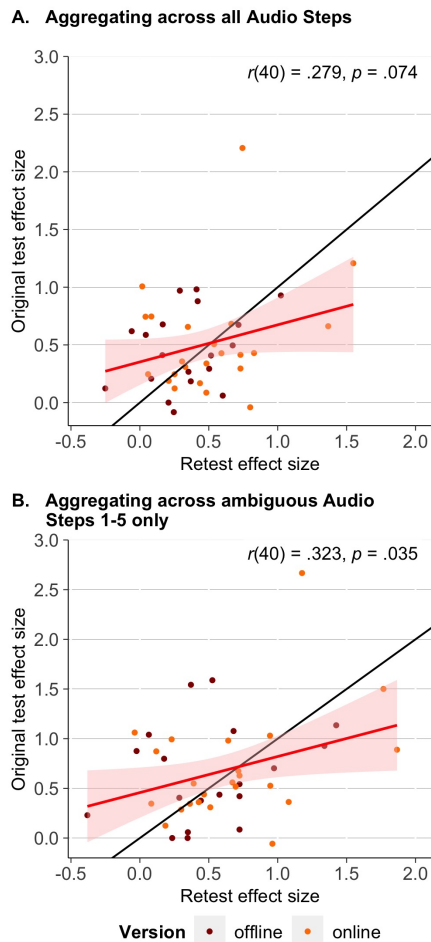 A. Aggregating across all Audio Steps
r(40) = .279, p = .074
3.0
2.5
2.0
1.5
1.0
0.5
0.0
Original test effect size
-0.5 0.0 0.5 1.0 1.5 2.0
Retest effect size
B. Aggregating across ambiguous Audio
Steps 1-5 only
r(40) = .323, p = .035
3.0
2.5
2.0
1.5
1.0
0.5
0.0
Original test effect size
-0.5 0.0 0.5 1.0 1.5 2.0
Retest effect size
Version offline online